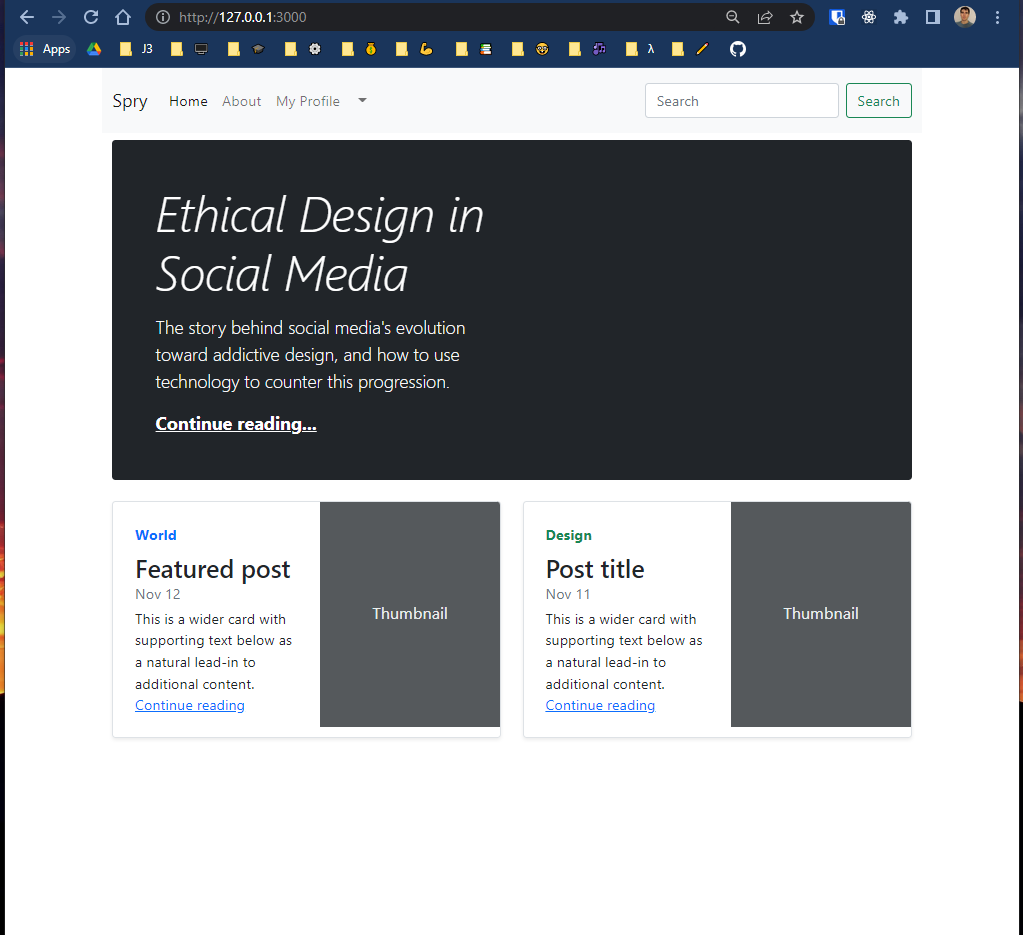 http://127.0.0.1:3000
Apps J3 λ
Spry Home About My Profile Search Search
Ethical Design in
Social Media
The story behind social media's evolution
toward addictive design, and how to use
technology to counter this progression.
Continue reading...
World
Featured post
Nov 12
This is a wider card with
supporting text below as
a natural lead-in to
additional content.
Continue reading
Thumbnail
Design
Post title
Nov 11
This is a wider card with
supporting text below as
a natural lead-in to
additional content.
Continue reading
Thumbnail